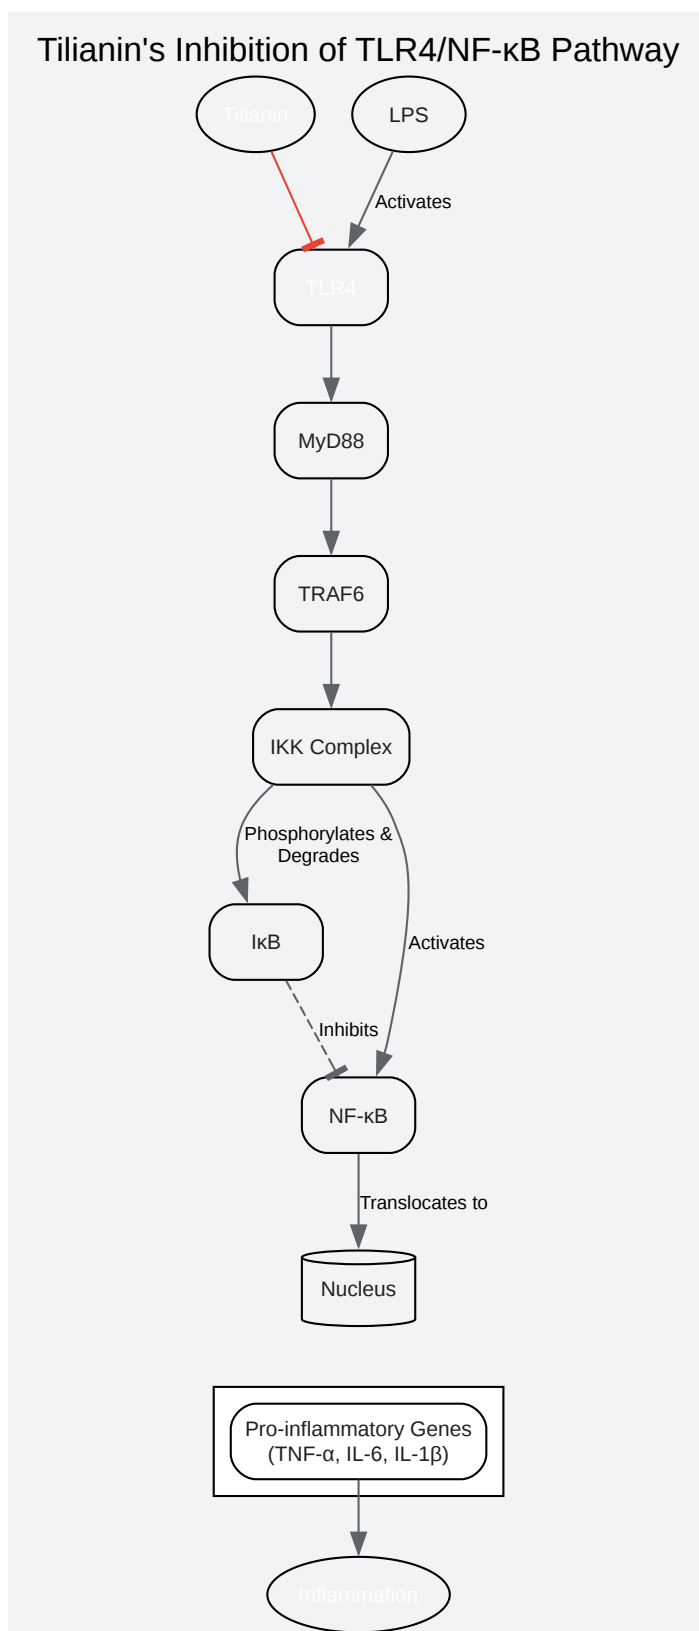 Tilianin's Inhibition of TLR4/NF-κB Pathway
Tilianin
LPS
Activates
TLR4
MyD88
TRAF6
IKK Complex
Phosphorylates &
Degrades
IκB
Activates
Inhibits
NF-κB
Translocates to
Nucleus
Pro-inflammatory Genes
(TNF-α, IL-6, IL-1β)
Inflammation